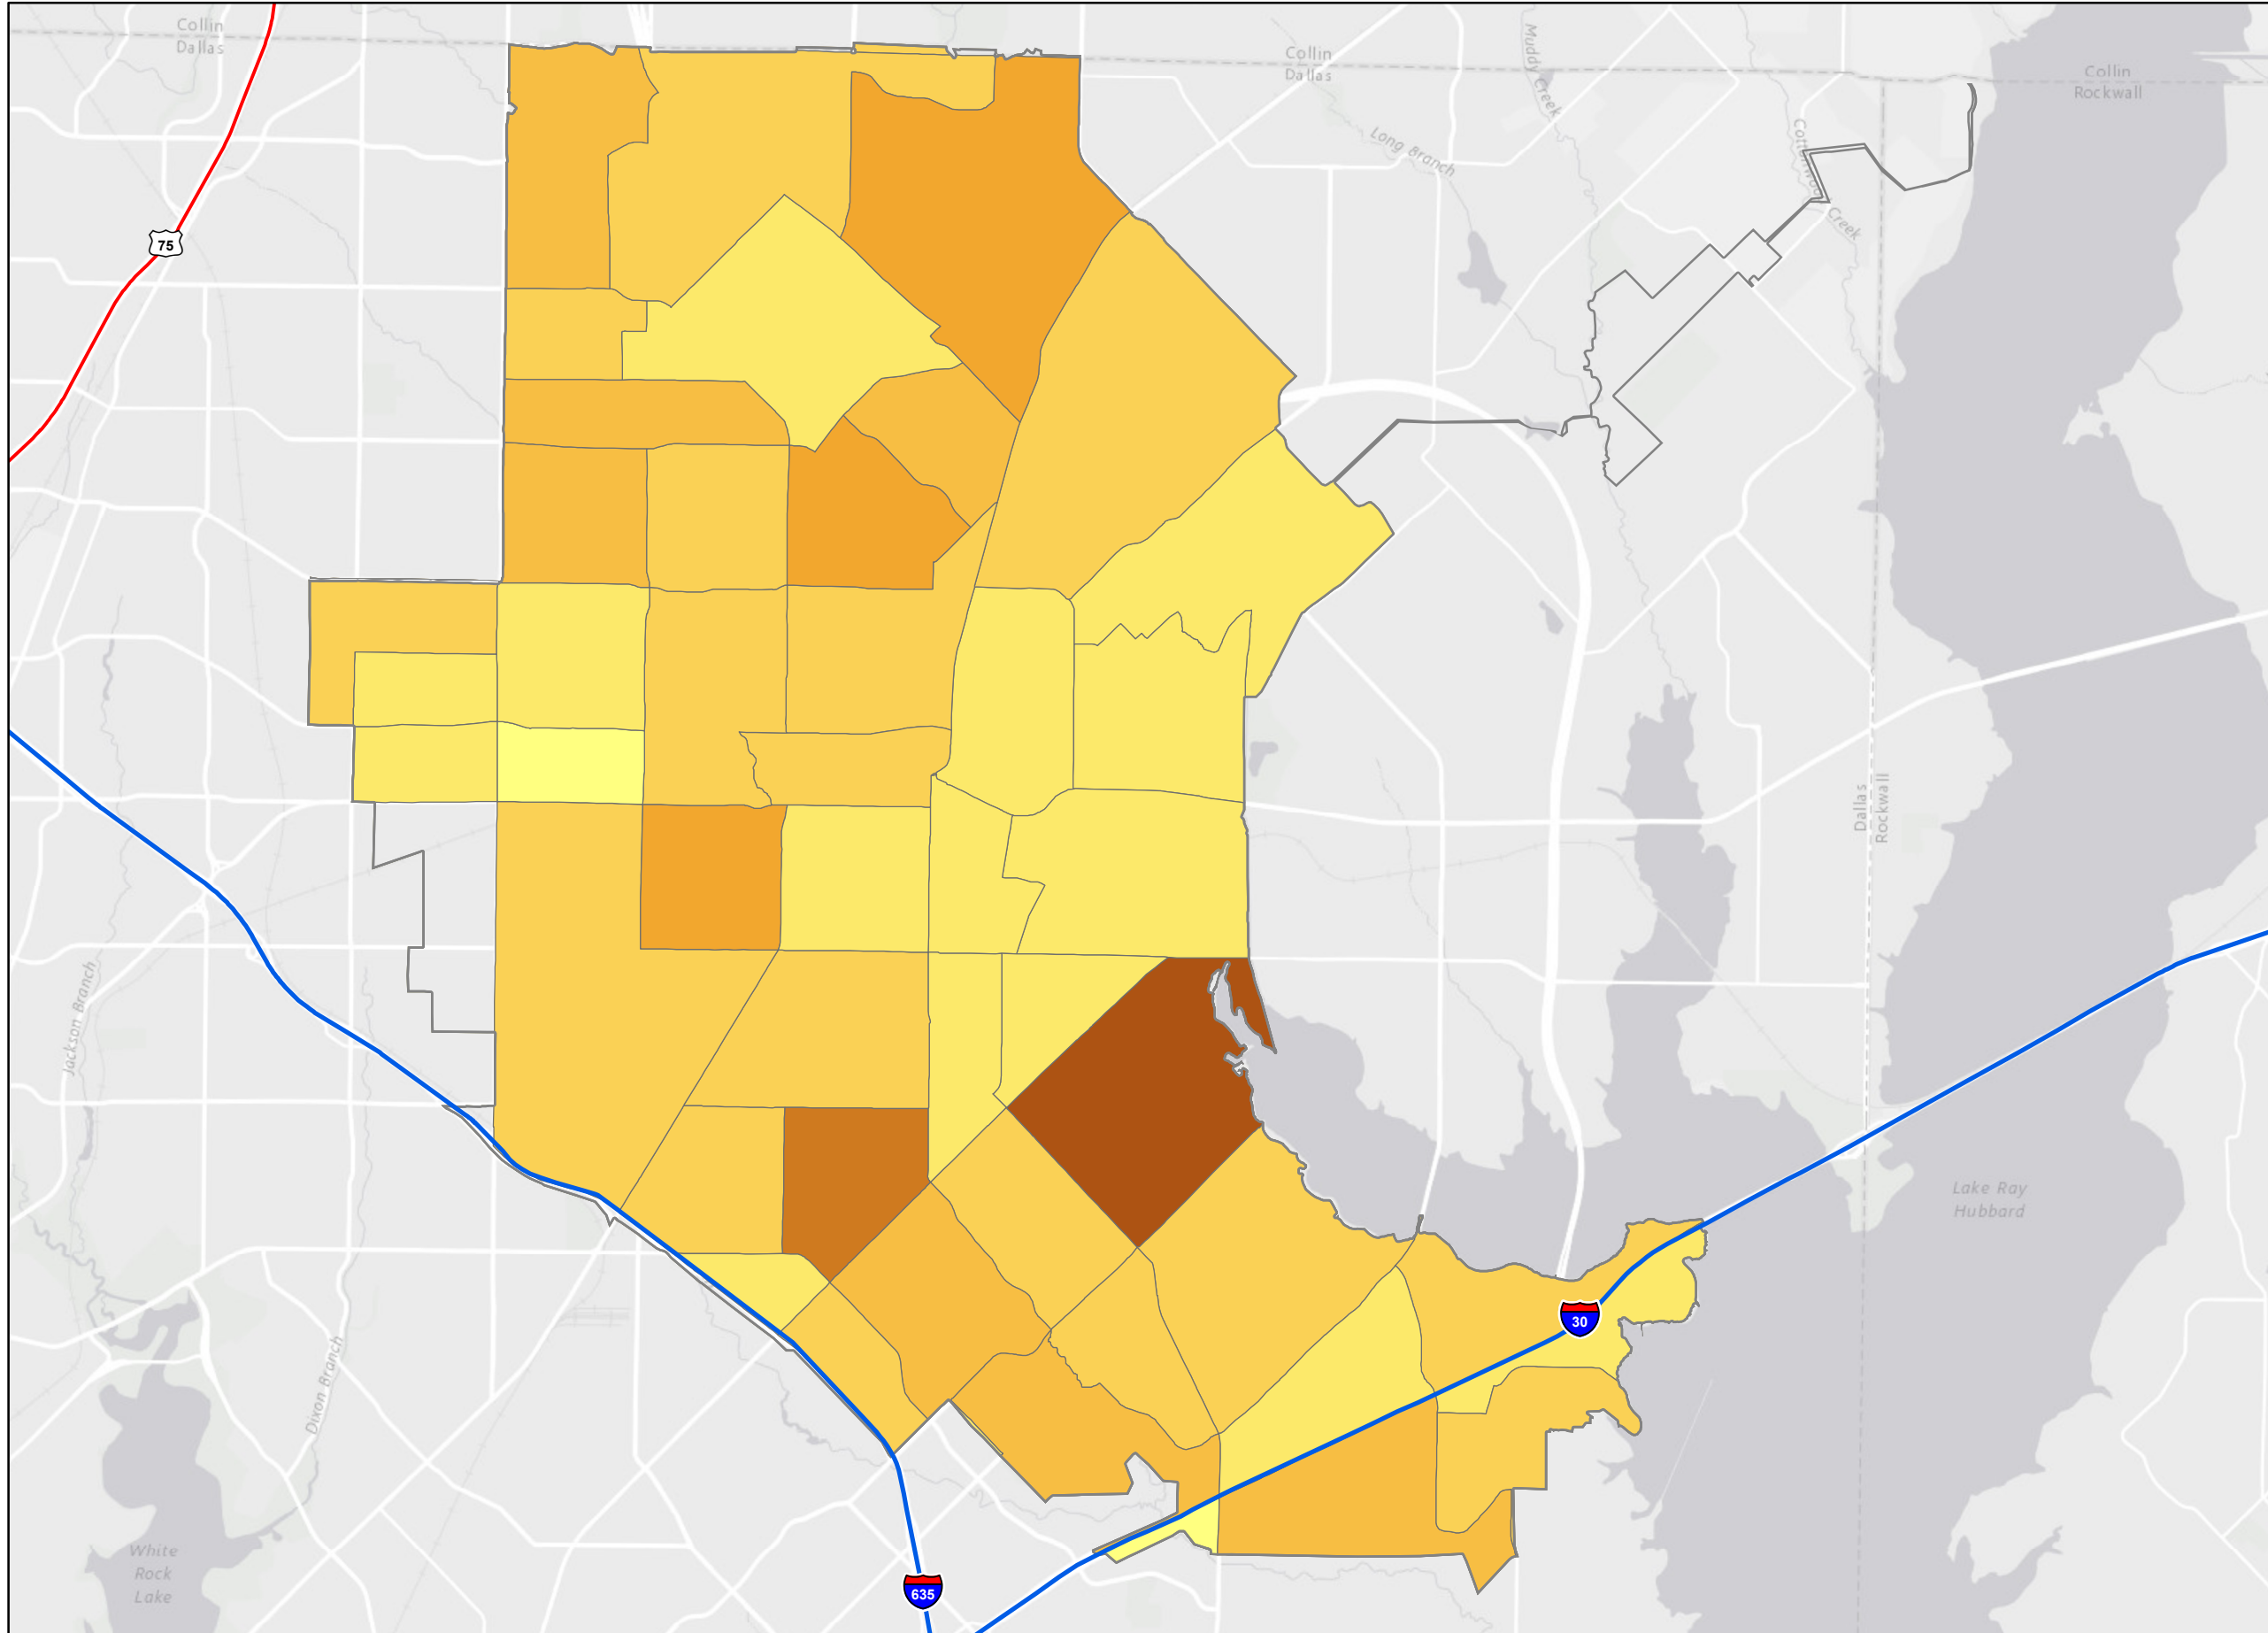 Collin
Dallas
Collin
Dallas
Muddy Creek
Collin
Rockwall
Long Branch
Cottonwood
Creek
75
Dallas
Rockwall
Jackson Branch
Lake Ray
Hubbard
30
Dixon Branch
White
Rock
Lake
635